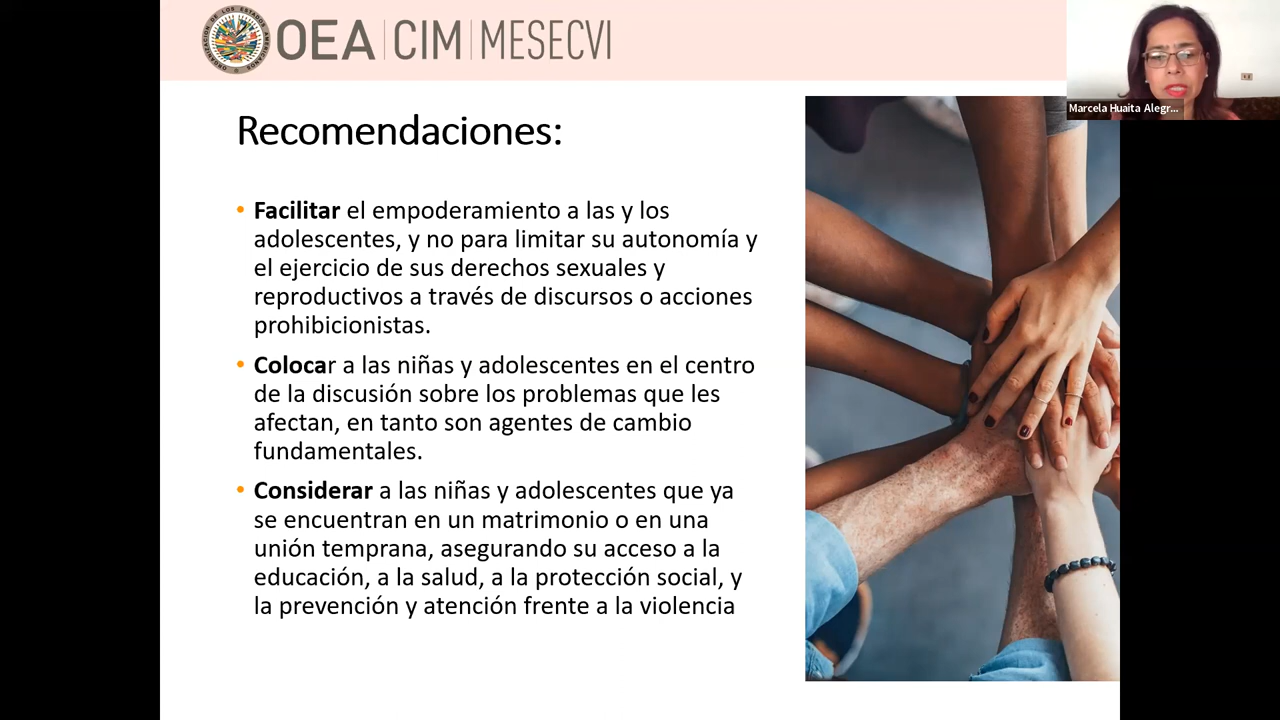 OEA | CIM | MESECVI
Marcela Huaita Alegr...
Recomendaciones:
• Facilitar el empoderamiento a las y los
adolescentes, y no para limitar su autonomía y
el ejercicio de sus derechos sexuales y
reproductivos a través de discursos o acciones
prohibicionistas.
• Colocar a las niñas y adolescentes en el centro
de la discusión sobre los problemas que les
afectan, en tanto son agentes de cambio
fundamentales.
• Considerar a las niñas y adolescentes que ya
se encuentran en un matrimonio o en una
unión temprana, asegurando su acceso a la
educación, a la salud, a la protección social, y
la prevención y atención frente a la violencia